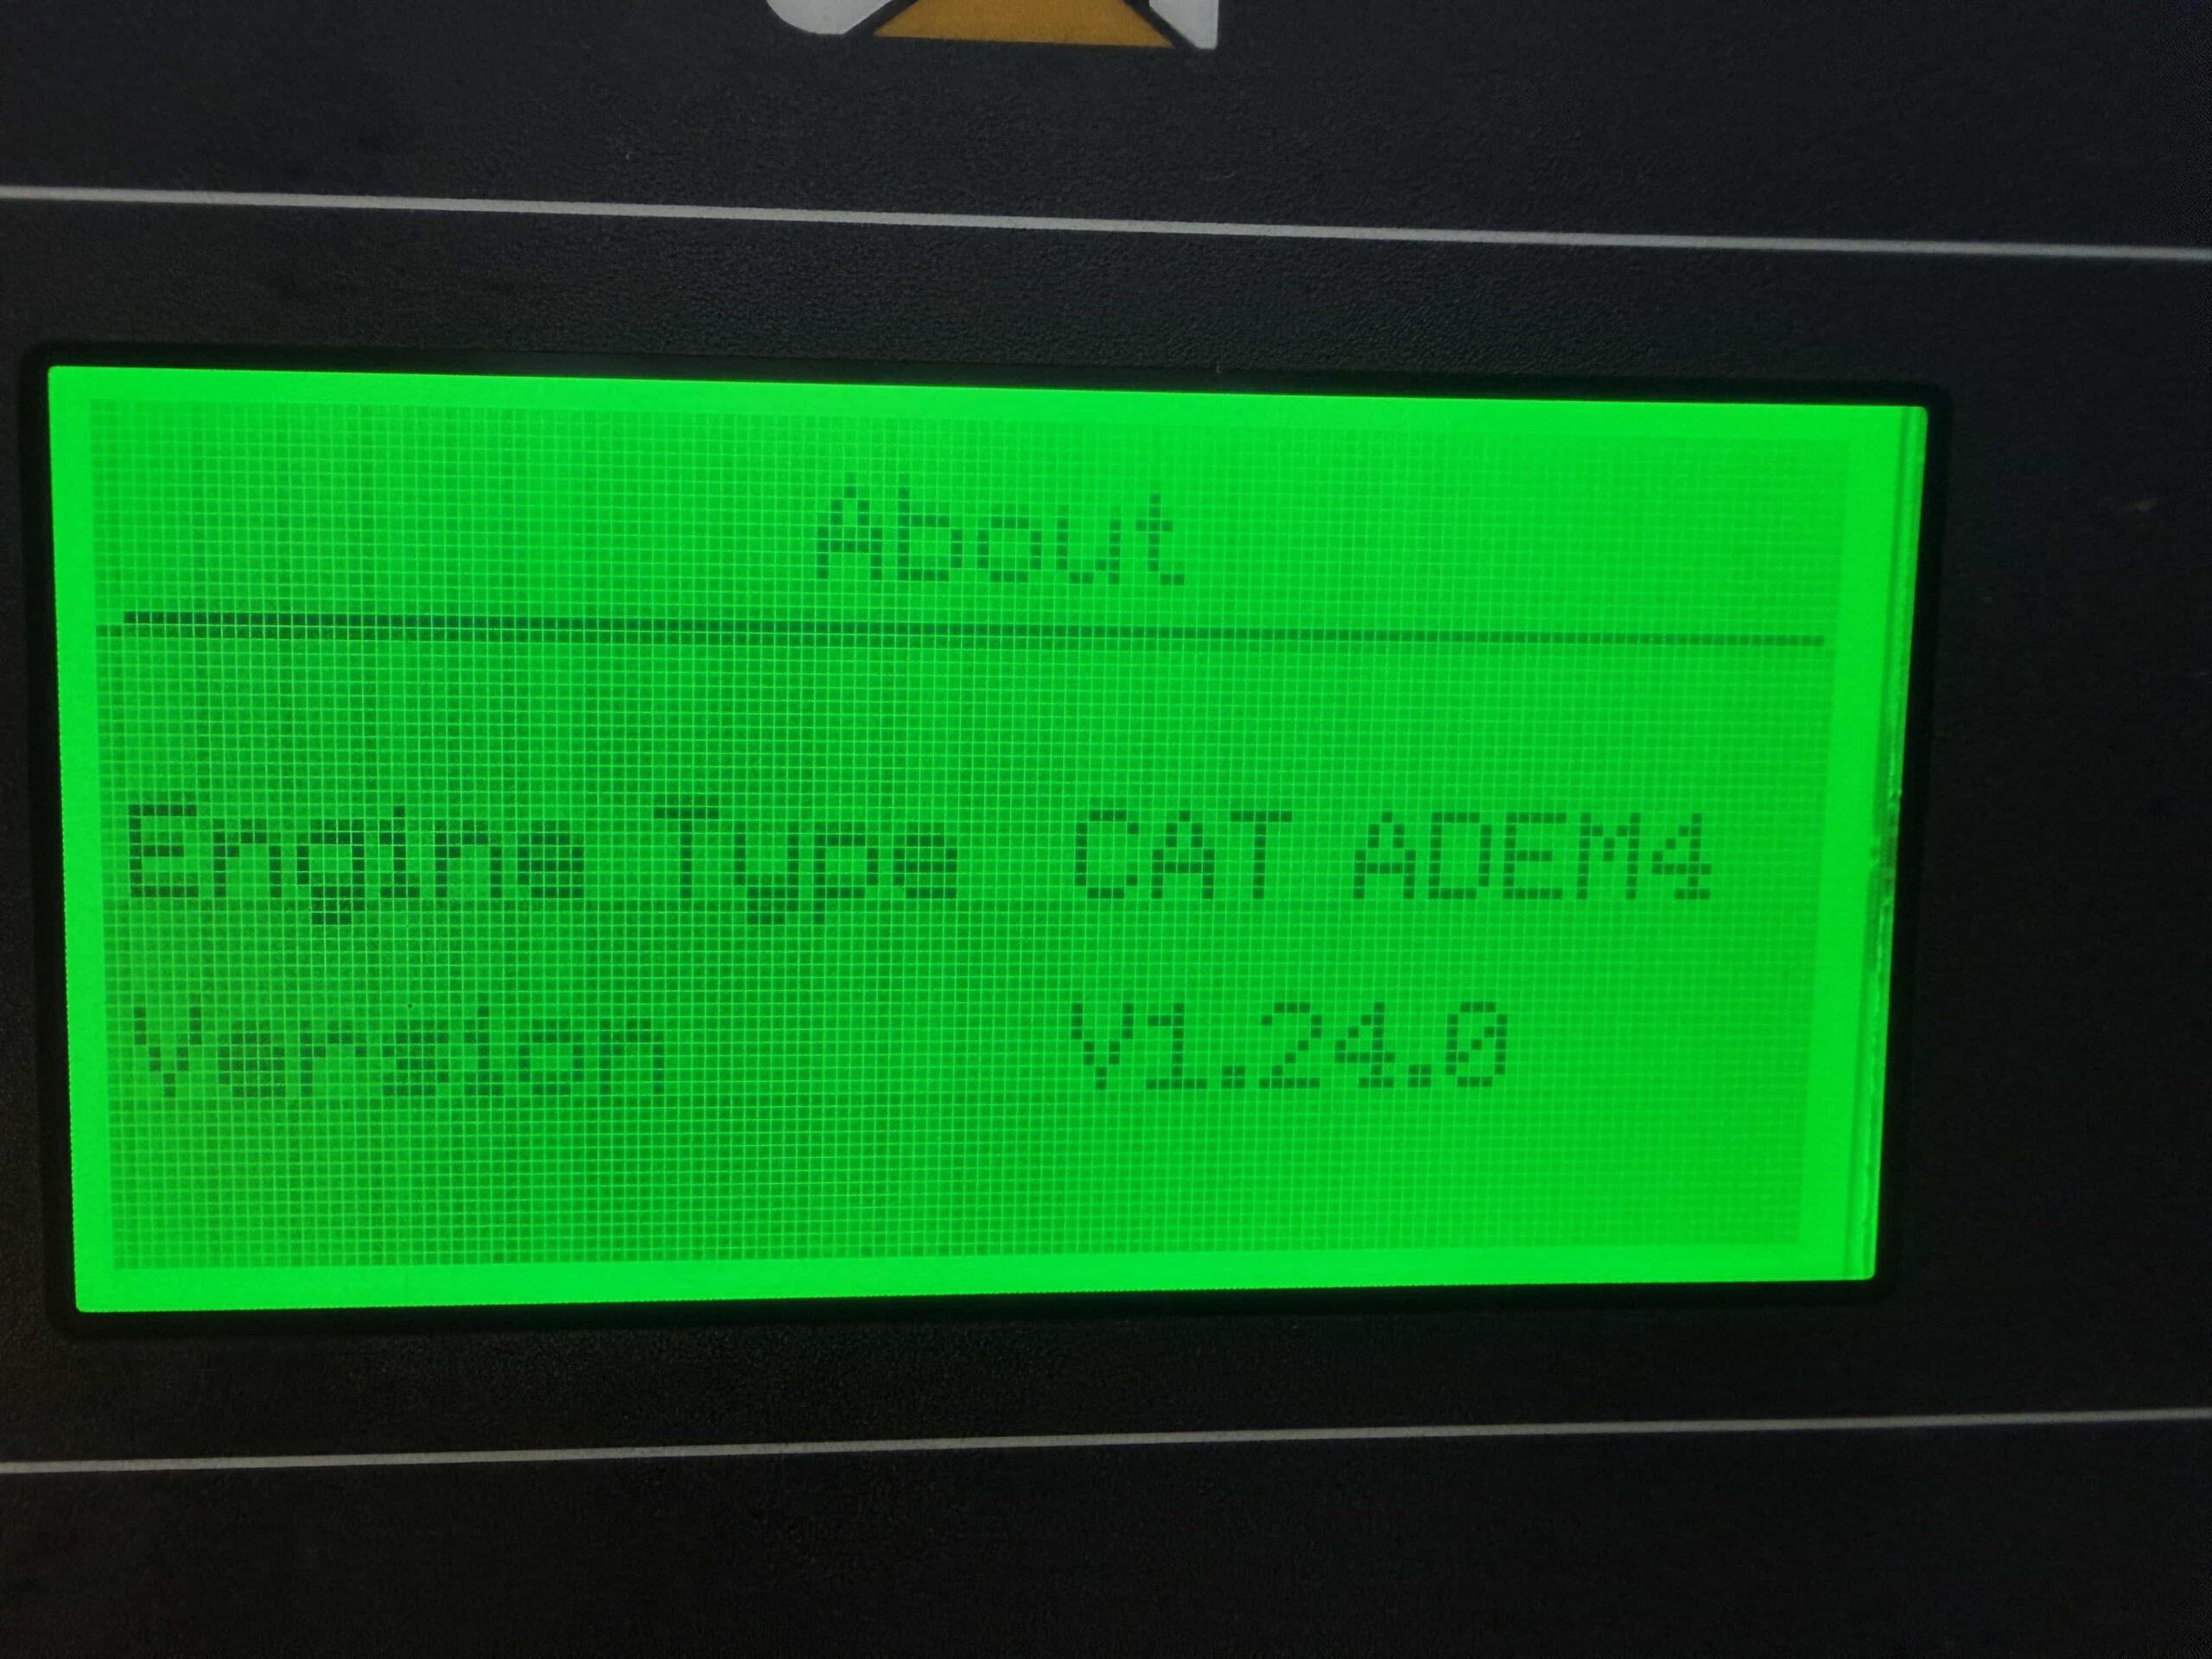 About
Engine Type CAT ADEM4
Version V1.24.0